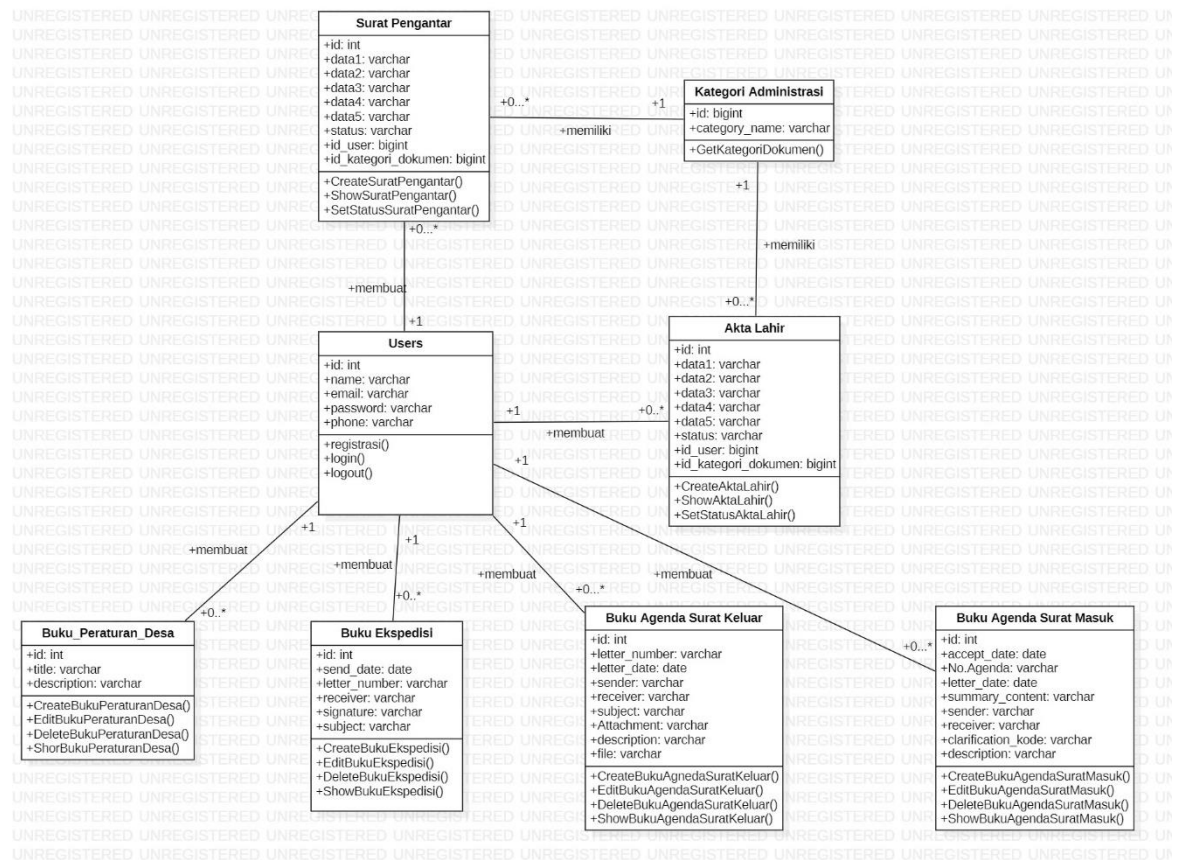 Surat Pengantar
+id: int
+data1: varchar
+data2: varchar
+data3: varchar
+data4: varchar
+data5: varchar
+status: varchar
+id_user: bigint
+id_kategori_dokumen: bigint
+CreateSuratPengantar()
+ShowSuratPengantar()
+SetStatusSuratPengantar()
+0...*
+memiliki
+1
Kategori Administrasi
+id: bigint
+category_name: varchar
+GetKategoriDokumen()
+1
+memiliki
+0...*
+0...*
+membuat
+1
Users
+id: int
+name: varchar
+email: varchar
+password: varchar
+phone: varchar
+registrasi()
+login()
+logout()
+1
+membuat
+0..*
Akta Lahir
+id: int
+data1: varchar
+data2: varchar
+data3: varchar
+data4: varchar
+data5: varchar
+status: varchar
+id_user: bigint
+id_kategori_dokumen: bigint
+CreateAktaLahir()
+ShowAktaLahir()
+SetStatusAktaLahir()
+1
+membuat
+0..*
+1
+membuat
+0..*
+1
+membuat
+0...*
+1
+membuat
+0...*
Buku_Peraturan_Desa
+id: int
+title: varchar
+description: varchar
+CreateBukuPeraturanDesa()
+EditBukuPeraturanDesa()
+DeleteBukuPeraturanDesa()
+ShorBukuPeraturanDesa()
Buku Ekspedisi
+id: int
+send_date: date
+letter_number: varchar
+receiver: varchar
+signature: varchar
+subject: varchar
+CreateBukuEkspedisi()
+EditBukuEkspedisi()
+DeleteBukuEkspedisi()
+ShowBukuEkspedisi()
Buku Agenda Surat Keluar
+id: int
+letter_number: varchar
+letter_date: date
+sender: varchar
+receiver: varchar
+subject: varchar
+Attachment: varchar
+description: varchar
+file: varchar
+CreateBukuAgnedaSuratKeluar()
+EditBukuAgendaSuratKeluar()
+DeleteBukuAgendaSuratKeluar()
+ShowBukuAgendaSuratKeluar()
Buku Agenda Surat Masuk
+id: int
+accept_date: date
+No.Agenda: varchar
+letter_date: date
+summary_content: varchar
+sender: varchar
+receiver: varchar
+clarification_kode: varchar
+description: varchar
+CreateBukuAgendaSuratMasuk()
+EditBukuAgendaSuratMasuk()
+DeleteBukuAgendaSuratMasuk()
+ShowBukuAgendaSuratMasuk()